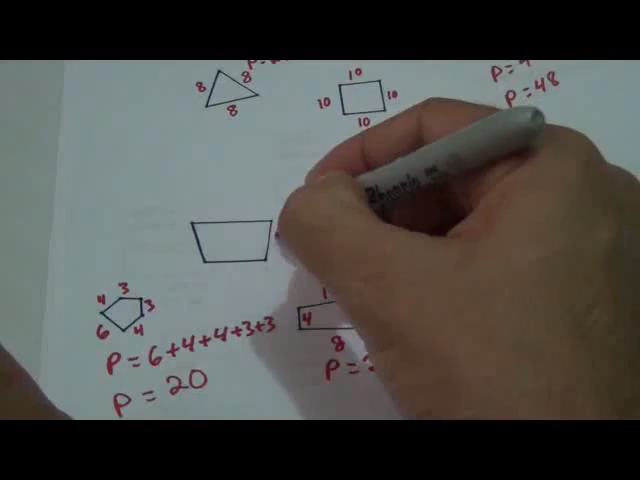 8 8
8
10
10 10
10
P = 48
4 3
3
6 4
P = 6+4+4+3+3
P = 20
4
8
P =
Sharpie